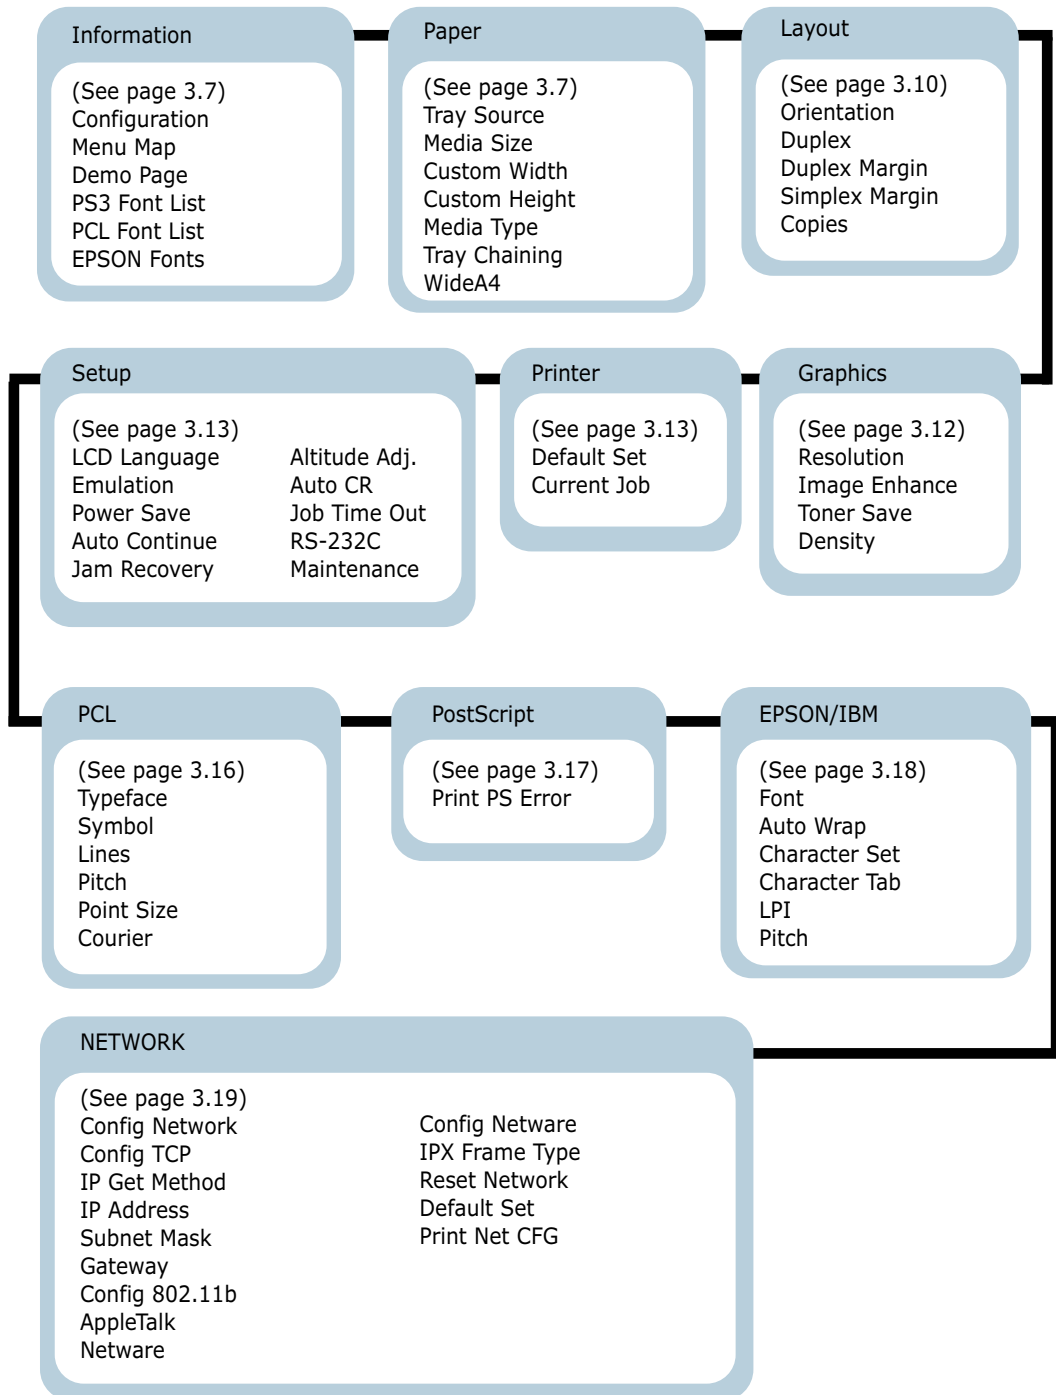 Information
(See page 3.7)
Configuration
Menu Map
Demo Page
PS3 Font List
PCL Font List
EPSON Fonts
Paper
(See page 3.7)
Tray Source
Media Size
Custom Width
Custom Height
Media Type
Tray Chaining
WideA4
Layout
(See page 3.10)
Orientation
Duplex
Duplex Margin
Simplex Margin
Copies
Setup
(See page 3.13)
LCD Language
Emulation
Power Save
Auto Continue
Jam Recovery
Altitude Adj.
Auto CR
Job Time Out
RS-232C
Maintenance
Printer
(See page 3.13)
Default Set
Current Job
Graphics
(See page 3.12)
Resolution
Image Enhance
Toner Save
Density
PCL
(See page 3.16)
Typeface
Symbol
Lines
Pitch
Point Size
Courier
PostScript
(See page 3.17)
Print PS Error
EPSON/IBM
(See page 3.18)
Font
Auto Wrap
Character Set
Character Tab
LPI
Pitch
NETWORK
(See page 3.19)
Config Network
Config TCP
IP Get Method
IP Address
Subnet Mask
Gateway
Config 802.11b
AppleTalk
Netware
Config Netware
IPX Frame Type
Reset Network
Default Set
Print Net CFG